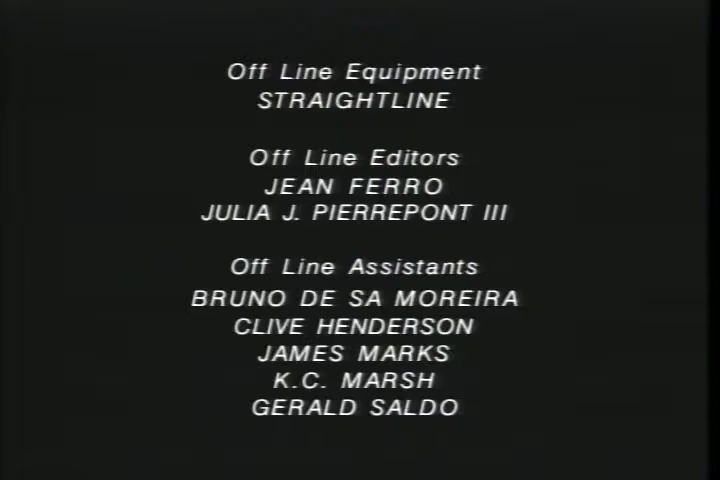 Off Line Equipment
STRAIGHTLINE
Off Line Editors
JEAN FERRO
JULIA J. PIERREPONT III
Off Line Assistants
BRUNO DE SA MOREIRA
CLIVE HENDERSON
JAMES MARKS
K.C. MARSH
GERALD SALDO